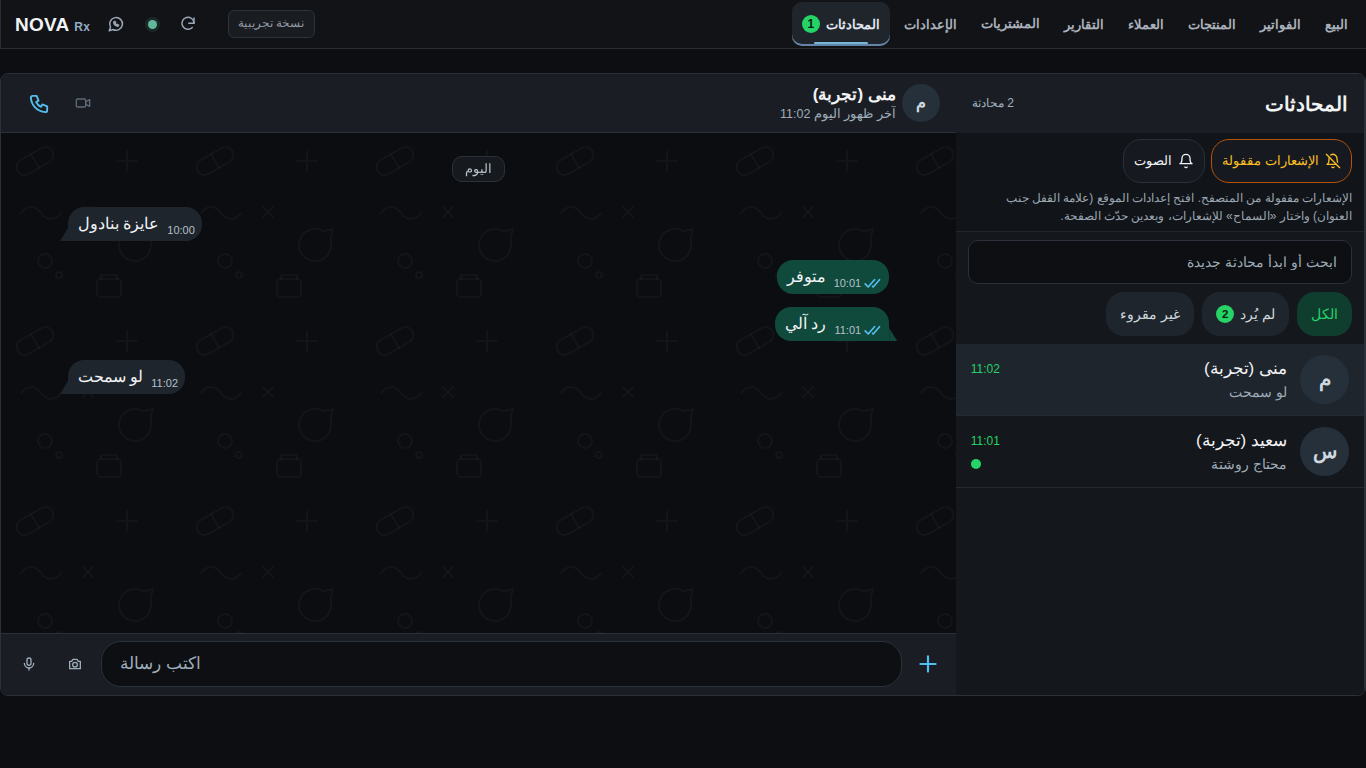 البيع
الفواتير
المنتجات
العملاء
التقارير
المشتريات
الإعدادات
المحادثات 1
نسخة تجريبية
NOVA Rx
المحادثات
2 محادثة
الإشعارات مقفولة
الصوت
الإشعارات مقفولة من المتصفح. افتح إعدادات الموقع (علامة القفل جنب
العنوان) واختار «السماح» للإشعارات، وبعدين حدّث الصفحة.
ابحث أو ابدأ محادثة جديدة
الكل
لم يُرد 2
غير مقروء
م
منى (تجربة)
11:02
لو سمحت
س
سعيد (تجربة)
11:01
محتاج روشتة
م
منى (تجربة)
آخر ظهور اليوم 11:02
اليوم
عايزة بنادول 10:00
متوفر 10:01
رد آلي 11:01
لو سمحت 11:02
اكتب رسالة